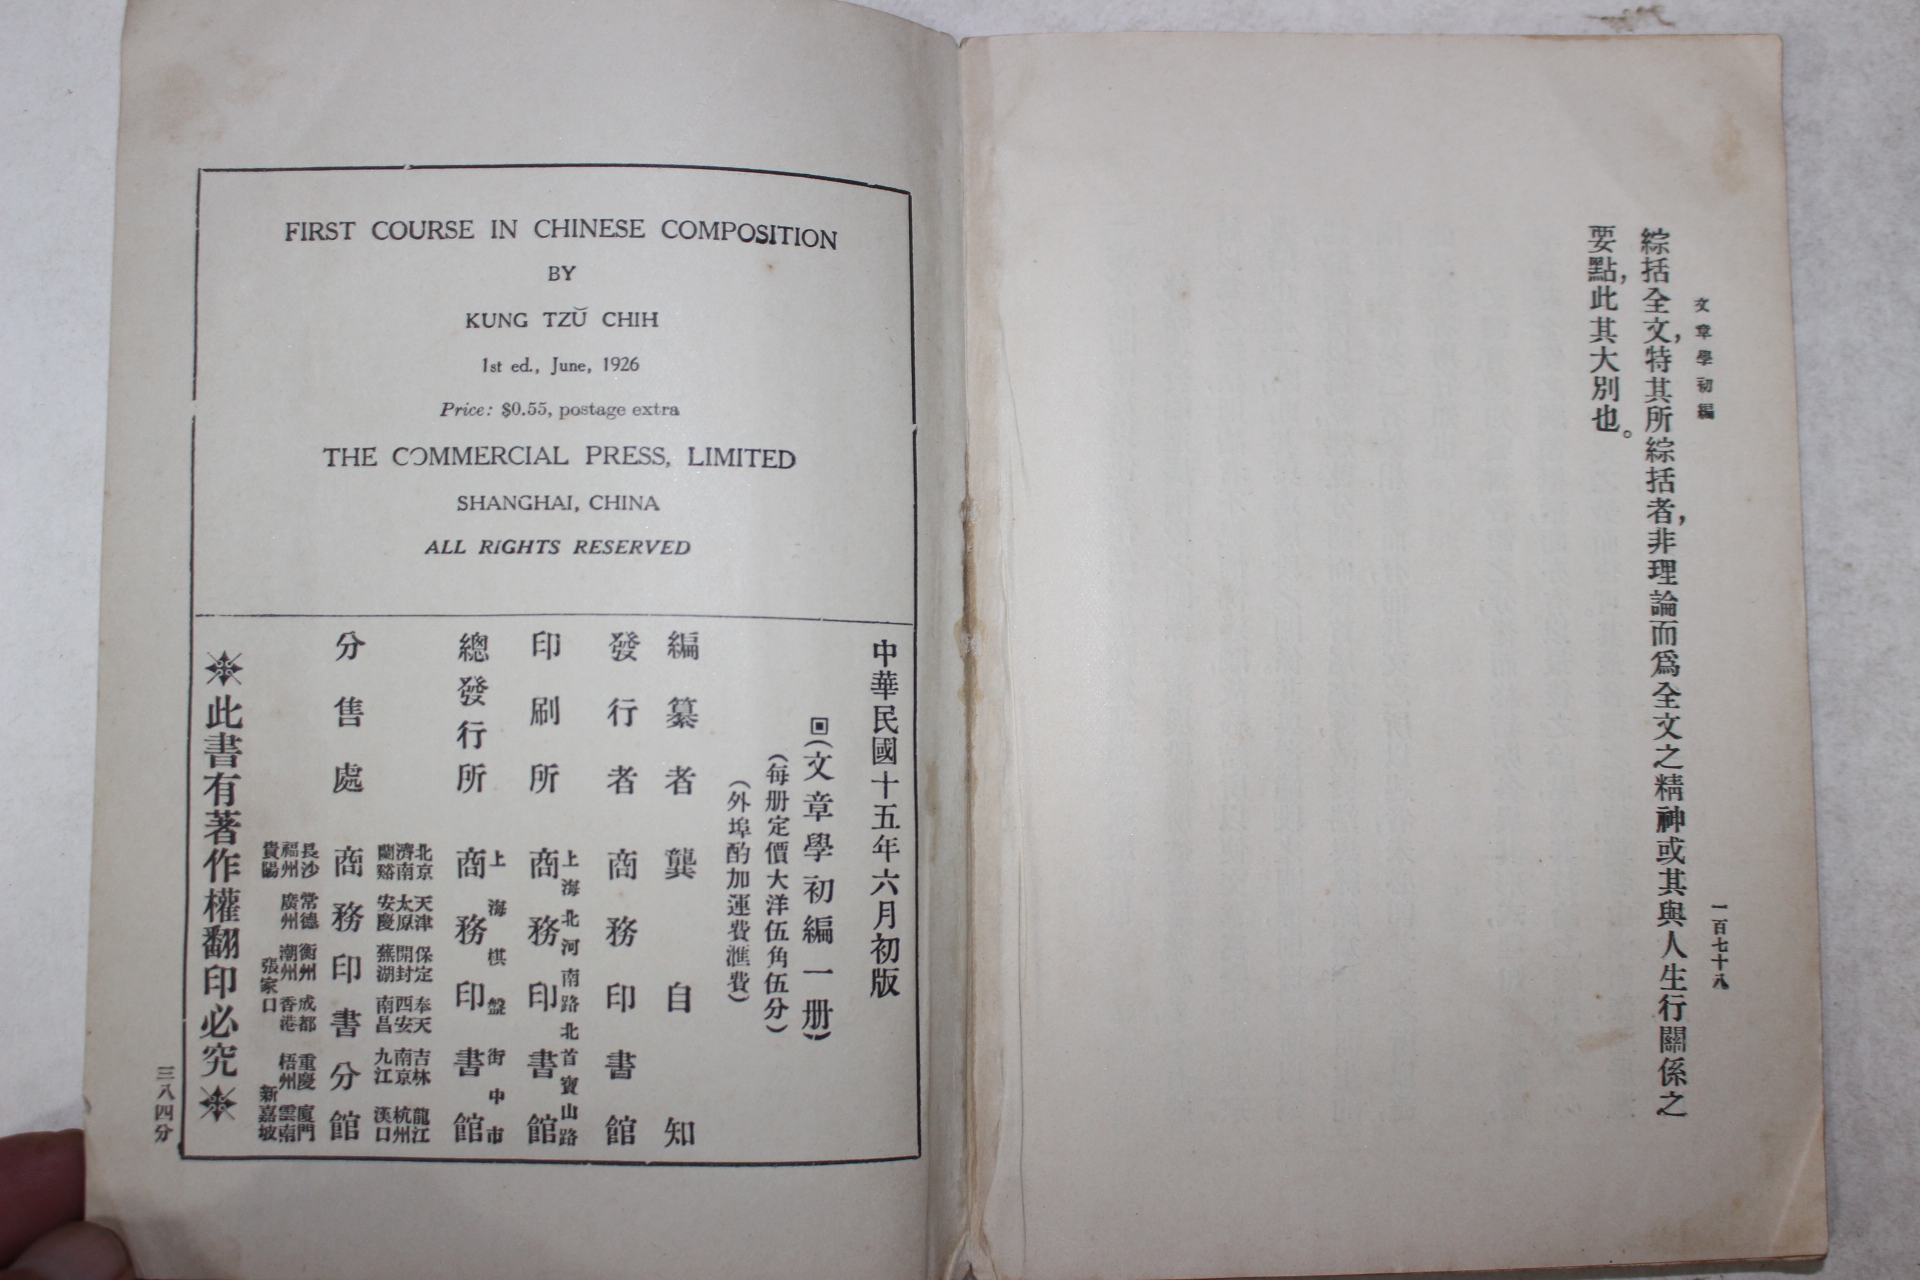 文章學初編
一百七十八
綜括全文，特其所綜括者，非理論而爲全文之精神或其與人生行關係之
要點，此其大別也。
FIRST COURSE IN CHINESE COMPOSITION
BY
KUNG TZŬ CHIH
1st ed., June, 1926
Price: $0.55, postage extra
THE COMMERCIAL PRESS, LIMITED
SHANGHAI, CHINA
ALL RIGHTS RESERVED
中華民國十五年六月初版
（文章學初編一册）
（每册定價大洋伍角伍分）
（外埠酌加運費滙費）
編纂者 龔自知
發行者 商務印書館
上海北河南路北首寶山路
印刷所 商務印書館
上海棋盤街中市
總發行所 商務印書館
北京 天津 保定 奉天 吉林 龍江
濟南 太原 開封 西安 南京 杭州
蘭谿 安慶 蕪湖 南昌 九江 漢口
分售處 商務印書分館
長沙 常德 衡州 成都 重慶 廈門
福州 廣州 潮州 香港 梧州 雲南
貴陽 張家口 新嘉坡
此書有著作權翻印必究
三八四分